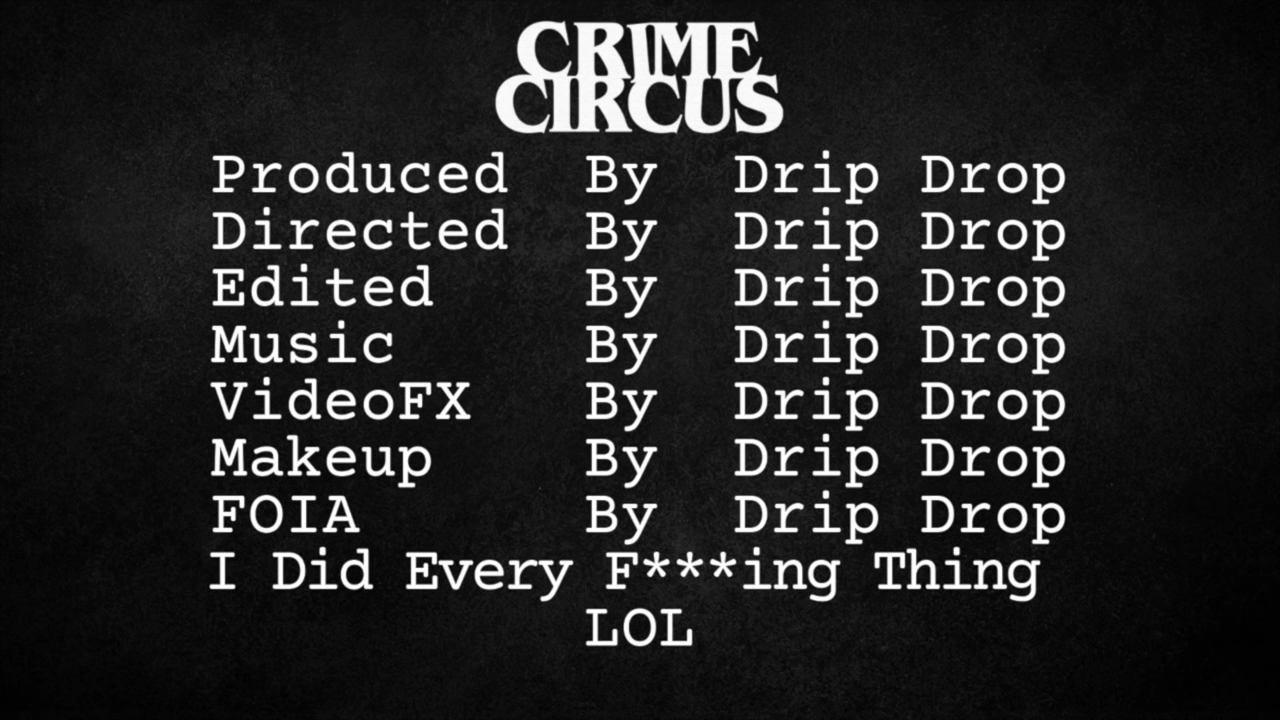 CRIME
CIRCUS
Produced By Drip Drop
Directed By Drip Drop
Edited By Drip Drop
Music By Drip Drop
VideoFX By Drip Drop
Makeup By Drip Drop
FOIA By Drip Drop
I Did Every F***ing Thing
LOL